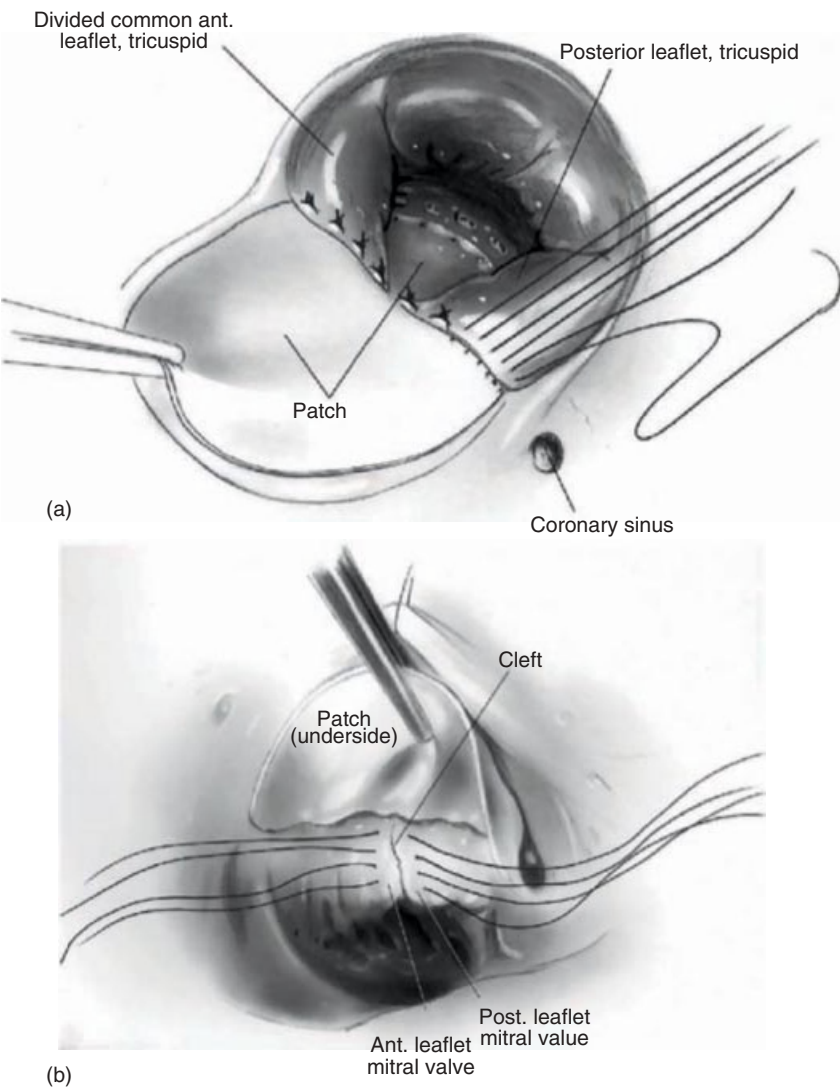 Divided common ant.
leaflet, tricuspid
Posterior leaflet, tricuspid
Patch
Coronary sinus
(a)
Cleft
Patch
(underside)
Post. leaflet
mitral value
Ant. leaflet
mitral valve
(b)